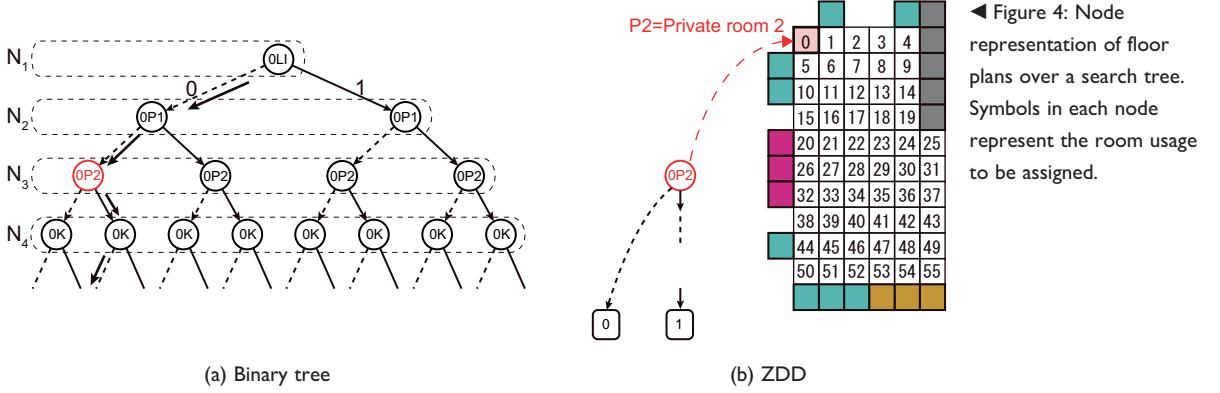 N1
0LI
0
1
N2
0P1
0P1
N3
0P2
0P2
0P2
0P2
N4
0K
0K
0K
0K
0K
0K
0K
0K
(a) Binary tree
P2=Private room 2
0P2
0
1
0 1 2 3 4
5 6 7 8 9
10 11 12 13 14
15 16 17 18 19
20 21 22 23 24 25
26 27 28 29 30 31
32 33 34 35 36 37
38 39 40 41 42 43
44 45 46 47 48 49
50 51 52 53 54 55
(b) ZDD
◄ Figure 4: Node
representation of floor
plans over a search tree.
Symbols in each node
represent the room usage
to be assigned.